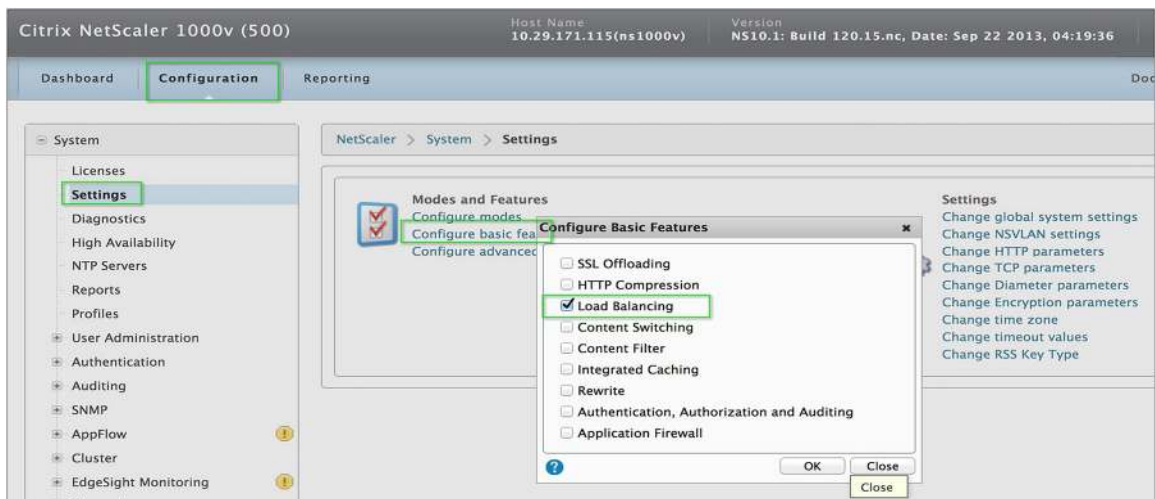 Citrix NetScaler 1000v (500)
Host Name
10.29.171.115(ns1000v)
Version
NS10.1: Build 120.15.nc, Date: Sep 22 2013, 04:19:36
Dashboard
Configuration
Reporting
Doc
System
Licenses
Settings
Diagnostics
High Availability
NTP Servers
Reports
Profiles
User Administration
Authentication
Auditing
SNMP
AppFlow
Cluster
EdgeSight Monitoring
NetScaler > System > Settings
Modes and Features
Configure modes
Configure basic fea
Configure advanced
Configure Basic Features
SSL Offloading
HTTP Compression
Load Balancing
Content Switching
Content Filter
Integrated Caching
Rewrite
Authentication, Authorization and Auditing
Application Firewall
OK
Close
Close
Settings
Change global system settings
Change NSVLAN settings
Change HTTP parameters
Change TCP parameters
Change Diameter parameters
Change Encryption parameters
Change time zone
Change timeout values
Change RSS Key Type